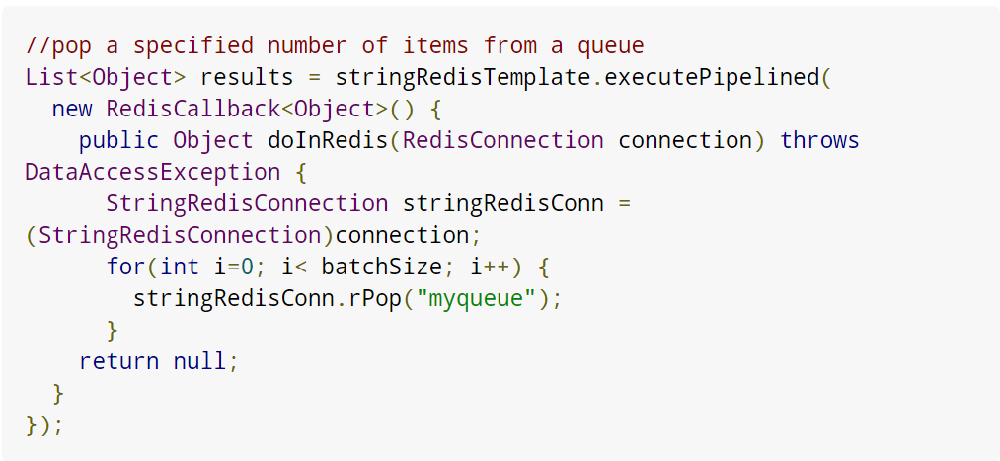 //pop a specified number of items from a queue
List<Object> results = stringRedisTemplate.executePipelined(
  new RedisCallback<Object>() {
    public Object doInRedis(RedisConnection connection) throws
DataAccessException {
      StringRedisConnection stringRedisConn =
(StringRedisConnection)connection;
      for(int i=0; i< batchSize; i++) {
        stringRedisConn.rPop("myqueue");
      }
    return null;
  }
});